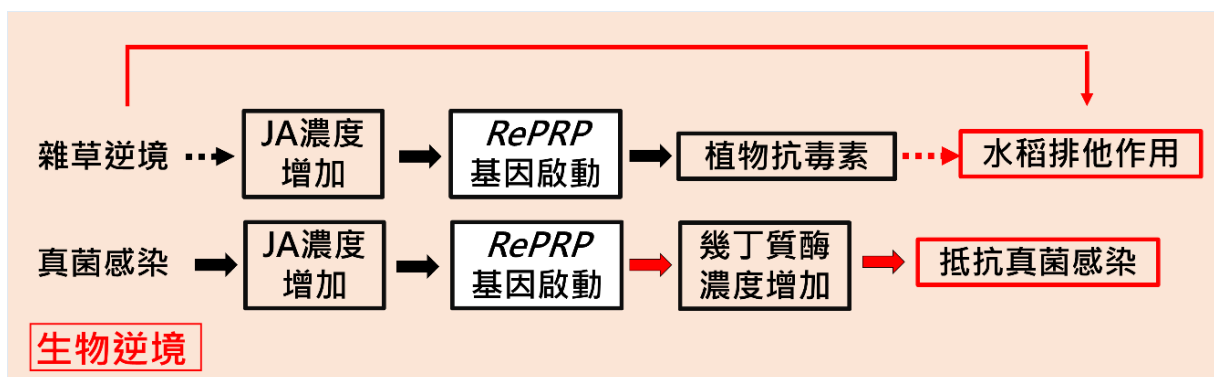 雜草逆境
JA濃度
增加
RePRP
基因啟動
植物抗毒素
水稻排他作用
真菌感染
JA濃度
增加
RePRP
基因啟動
幾丁質酶
濃度增加
抵抗真菌感染
生物逆境